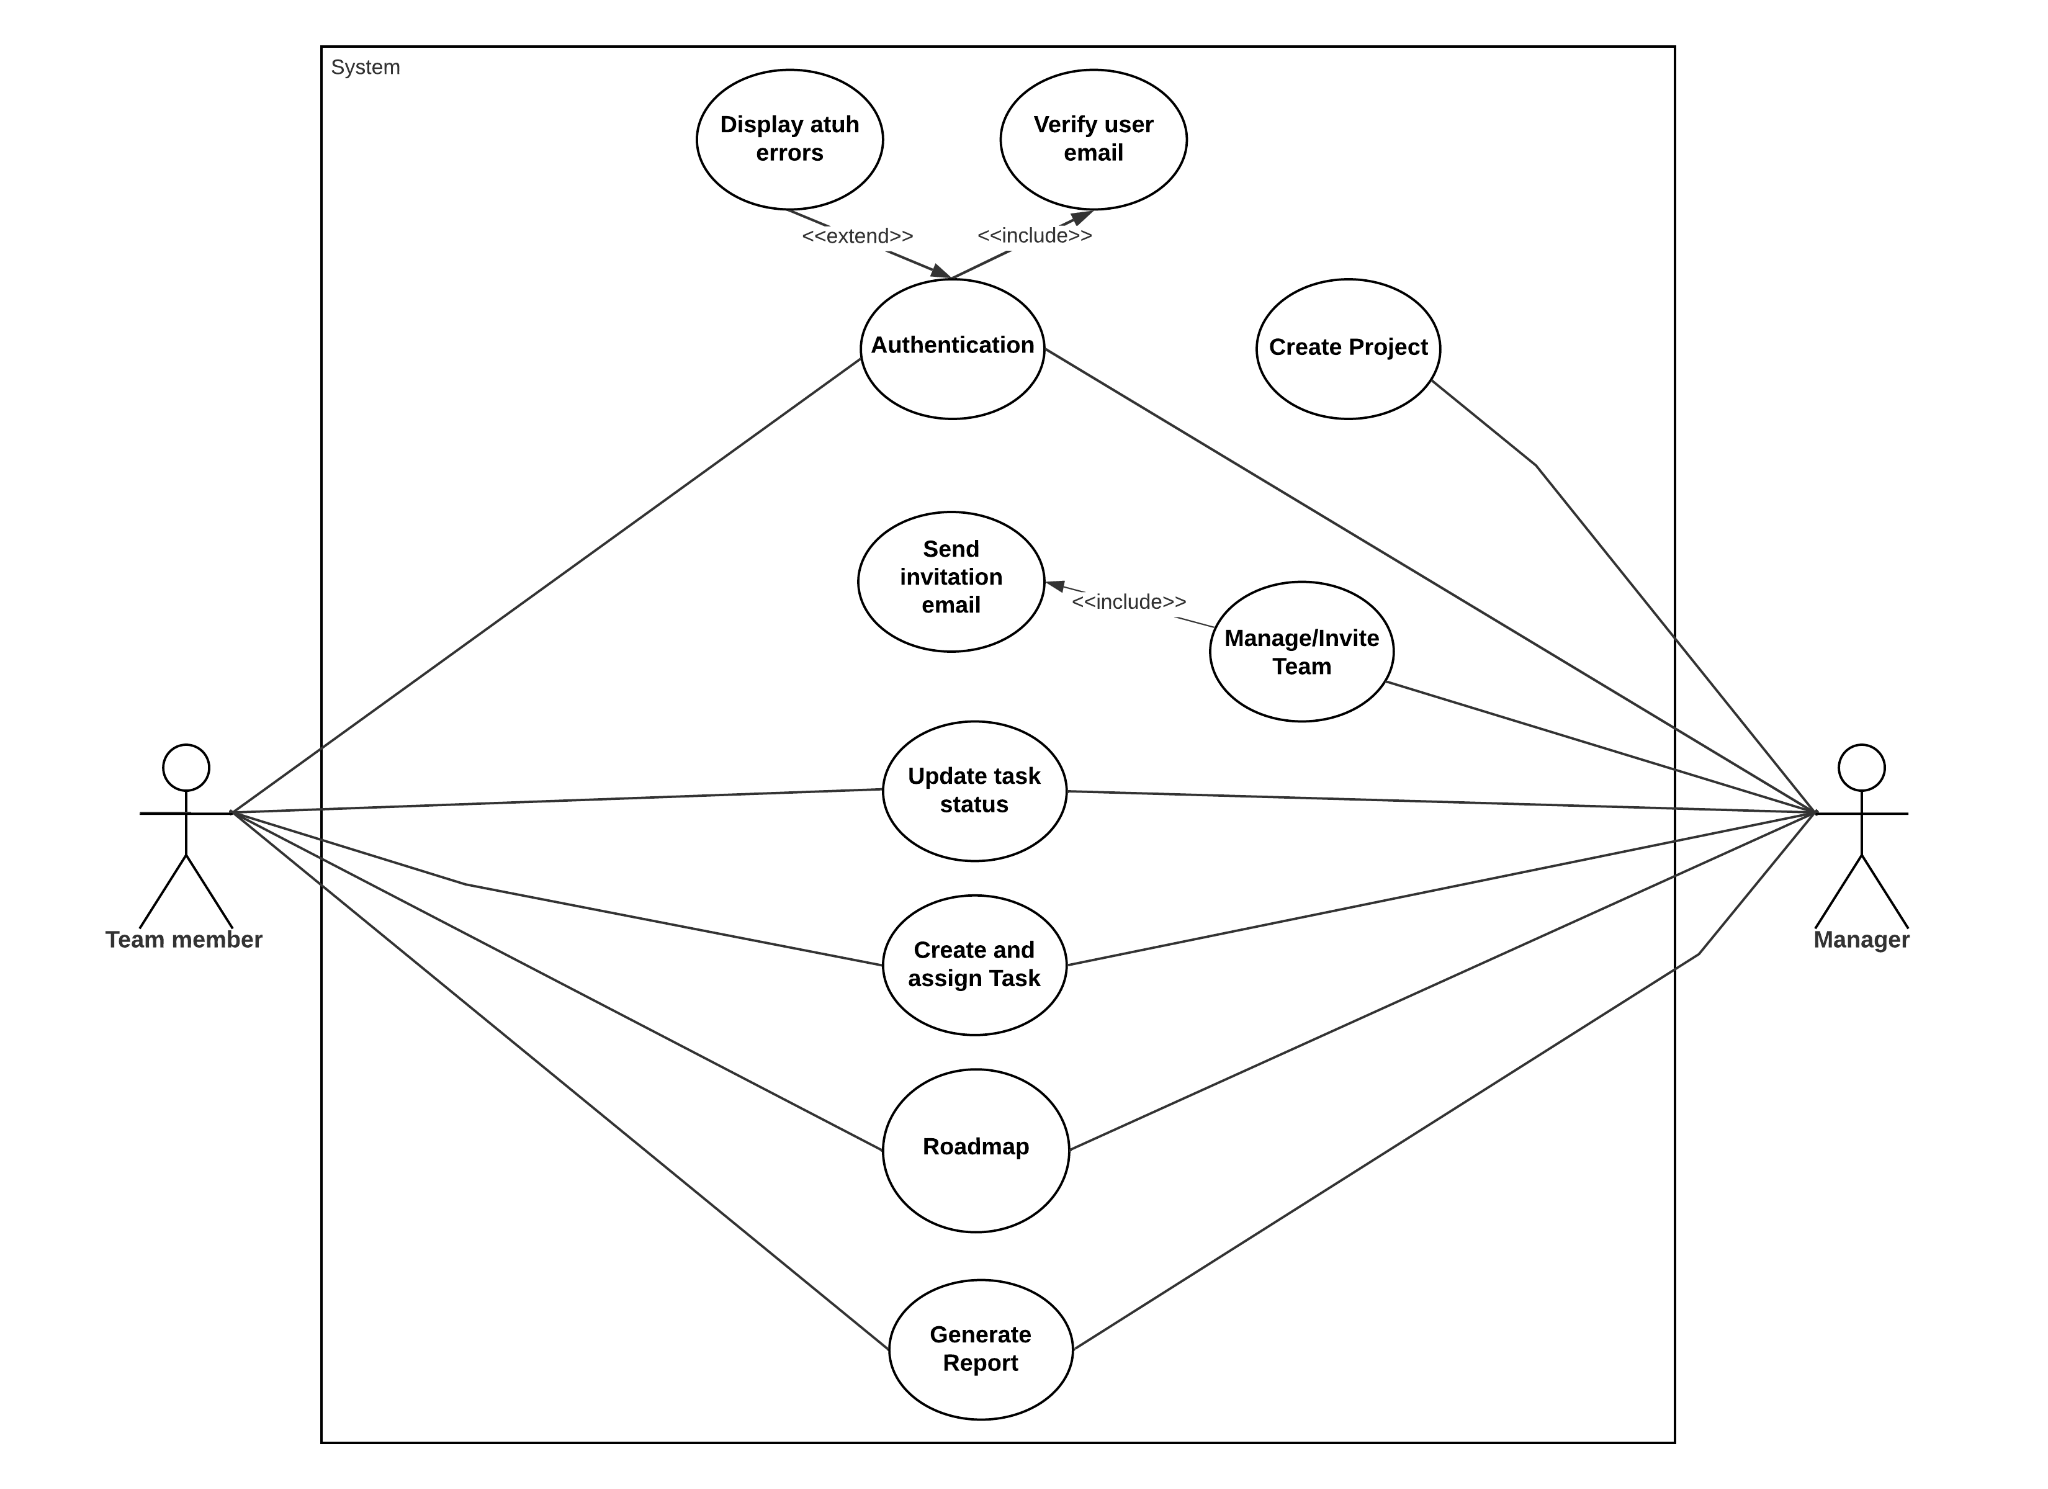 System
Display atuh
errors
Verify user
email
<<extend>>
<<include>>
Authentication
Create Project
Send
invitation
email
<<include>>
Manage/Invite
Team
Update task
status
Team member
Manager
Create and
assign Task
Roadmap
Generate
Report